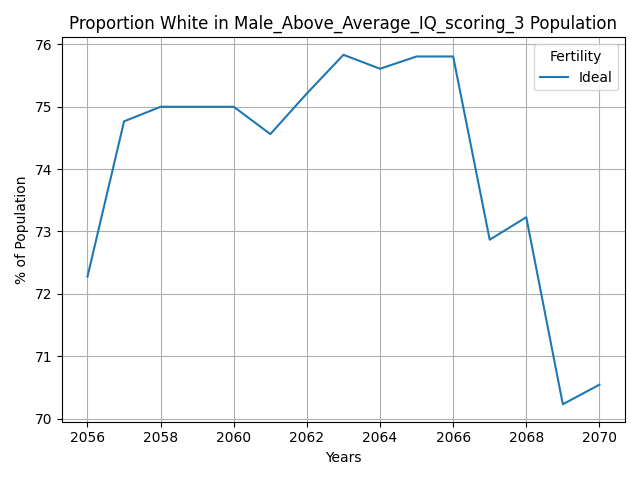 Proportion White in Male_Above_Average_IQ_scoring_3 Population
Fertility
Ideal
% of Population
76
75
74
73
72
71
70
2056 2058 2060 2062 2064 2066 2068 2070
Years